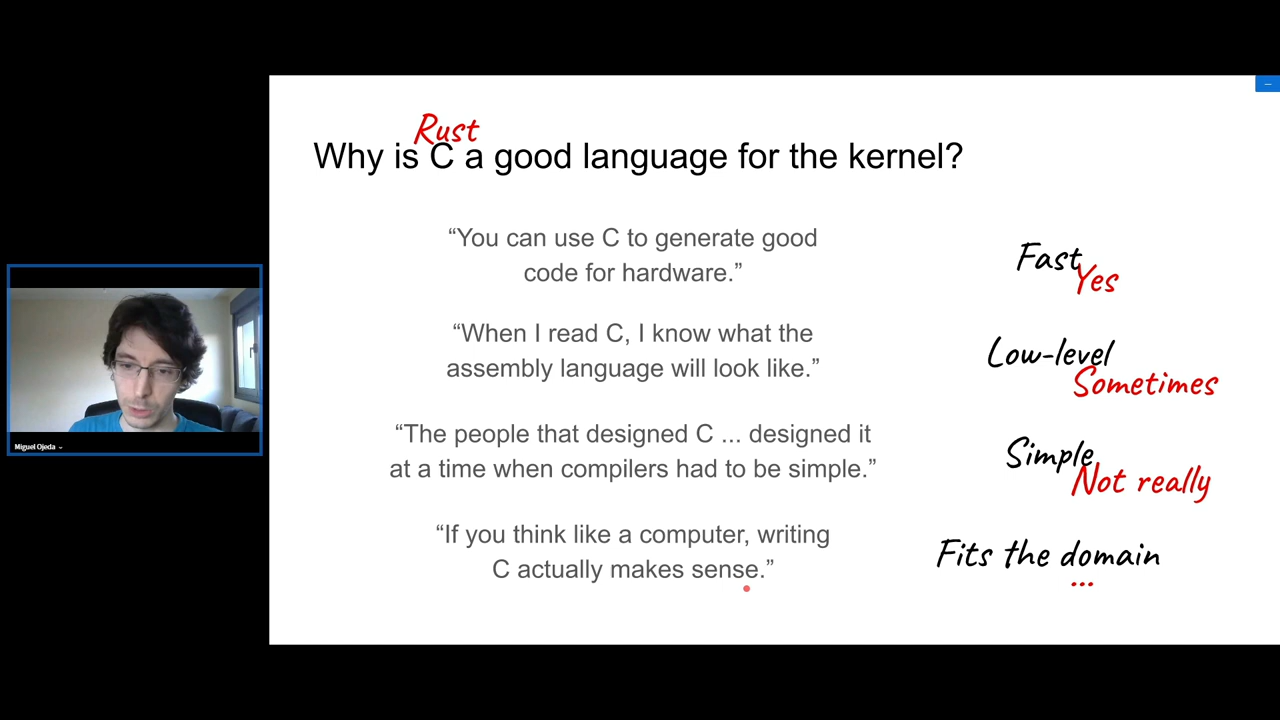 Rust
Why is C a good language for the kernel?
“You can use C to generate good
code for hardware.”
Fast
Yes
“When I read C, I know what the
assembly language will look like.”
Low-level
Sometimes
“The people that designed C ... designed it
at a time when compilers had to be simple.”
Simple
Not really
“If you think like a computer, writing
C actually makes sense.”
Fits the domain
...
Miguel Ojeda